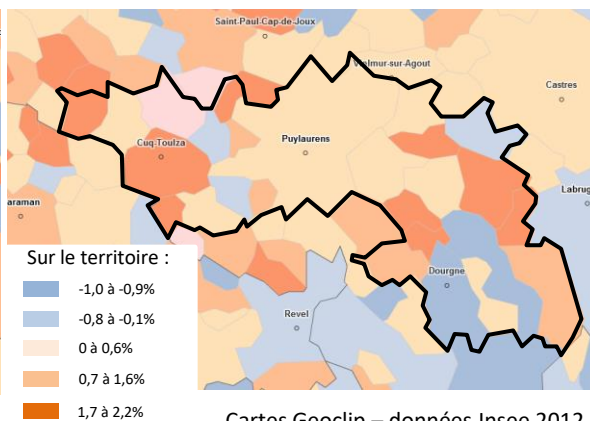 Saint-Paul-Cap-de-Joux
Vielmur-sur-Agout
Castres
Puylaurens
Cuq-Toulza
Labrug
araman
Dourgne
Revel
Sur le territoire :
-1,0 à -0,9%
-0,8 à -0,1%
0 à 0,6%
0,7 à 1,6%
1,7 à 2,2%
Cartes Geoclip – données Insee 2012